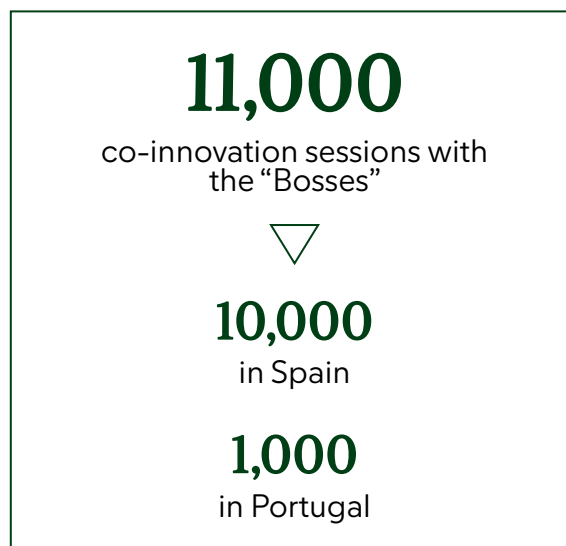 11,000
co-innovation sessions with
the “Bosses”
10,000
in Spain
1,000
in Portugal